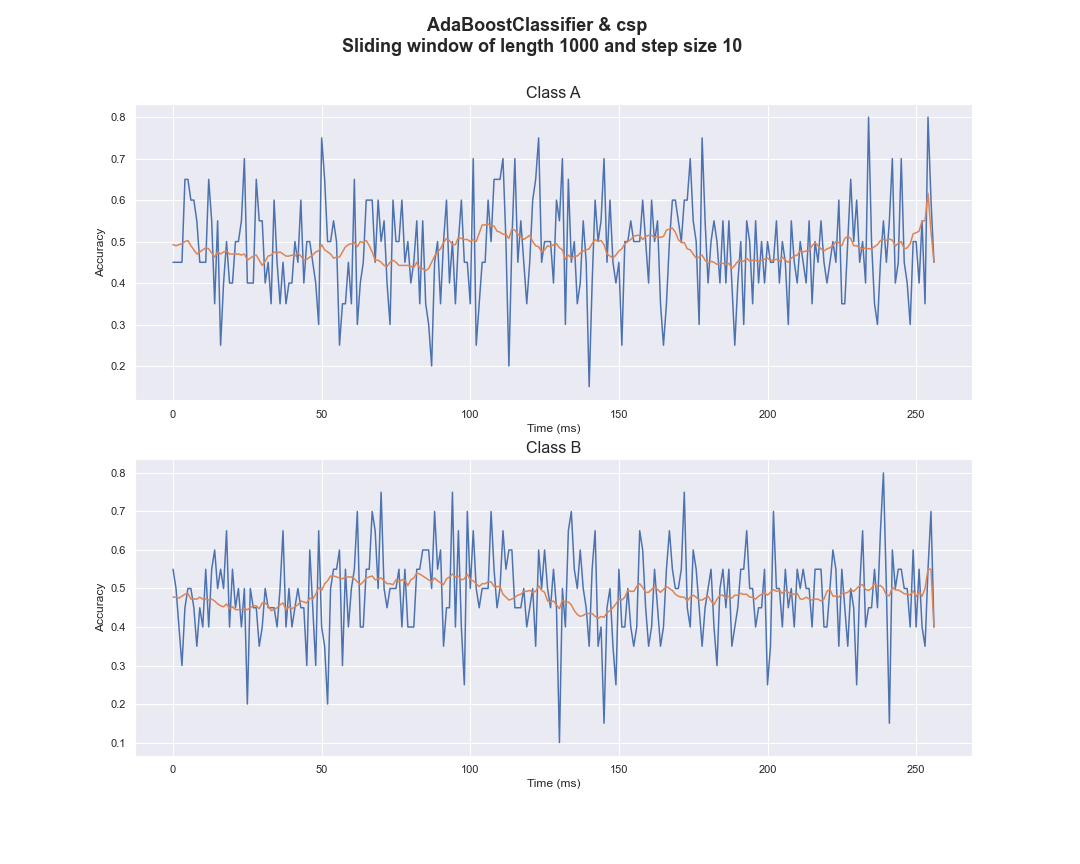 AdaBoostClassifier & csp
Sliding window of length 1000 and step size 10
Class A
0.8
0.7
0.6
0.5
0.4
0.3
0.2
Accuracy
0 50 100 150 200 250
Time (ms)
Class B
0.8
0.7
0.6
0.5
0.4
0.3
0.2
0.1
Accuracy
0 50 100 150 200 250
Time (ms)